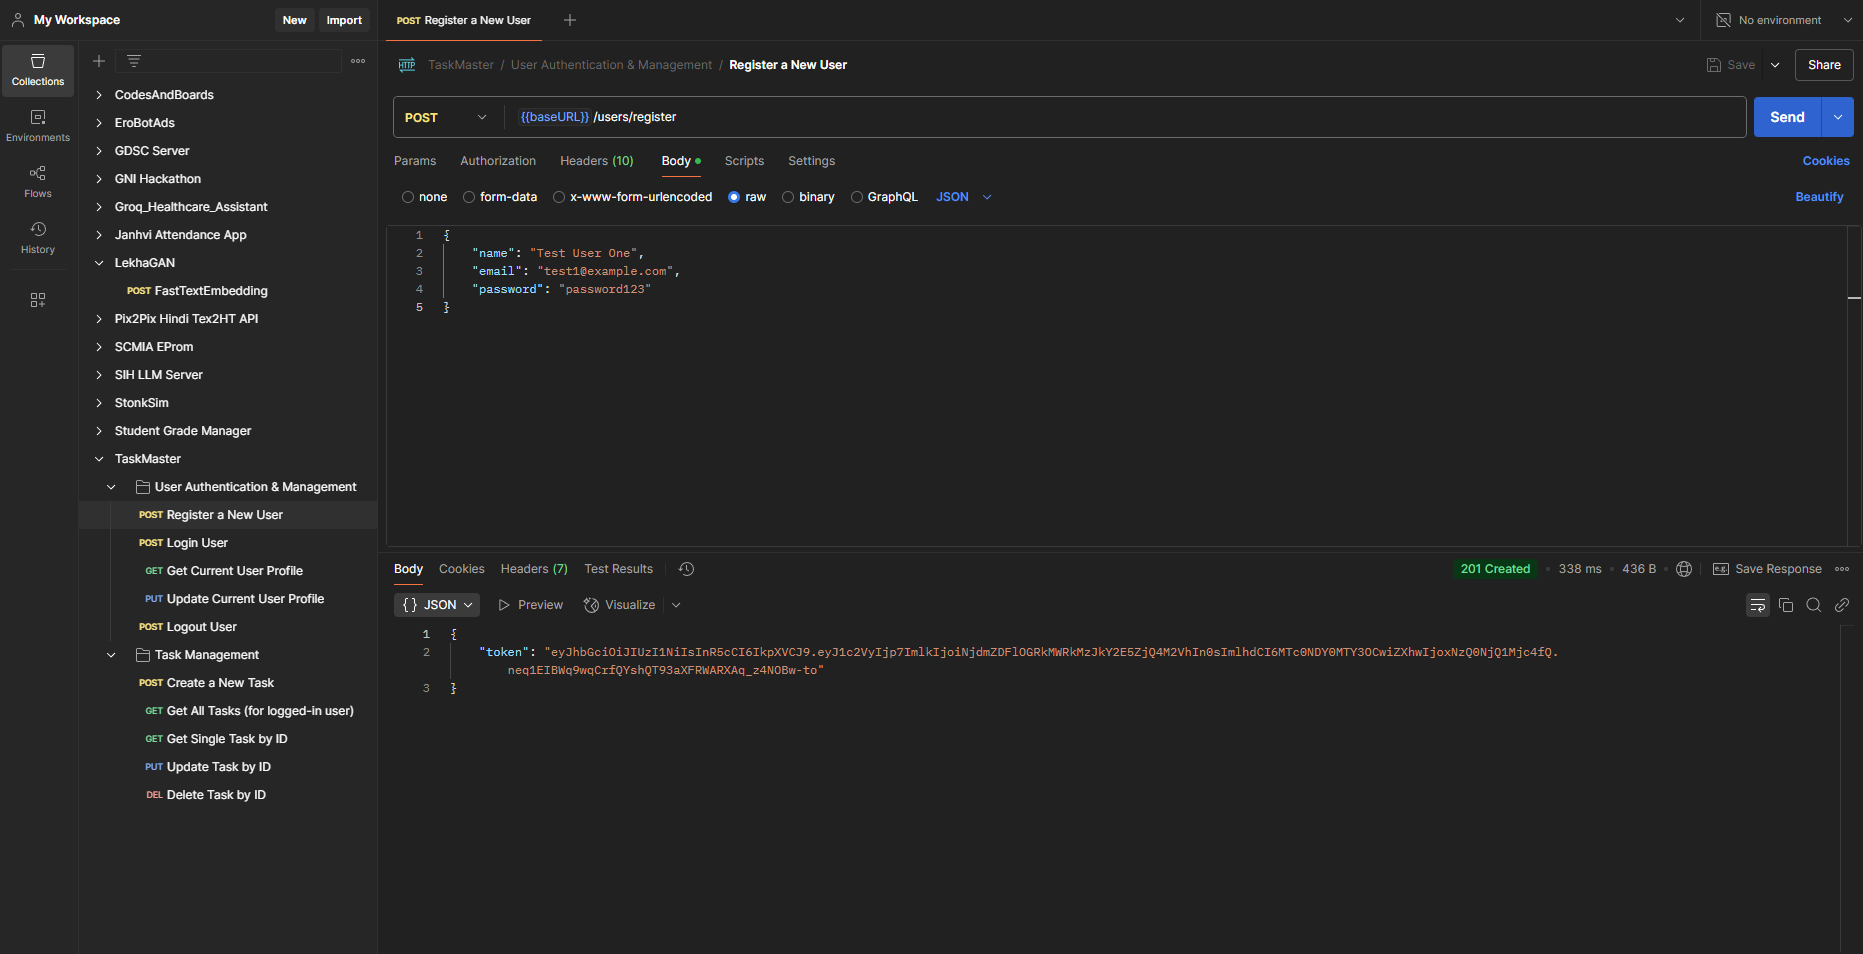 My Workspace
New
Import
Collections
Environments
Flows
History
CodesAndBoards
EroBotAds
GDSC Server
GNI Hackathon
Groq_Healthcare_Assistant
Janhvi Attendance App
LekhaGAN
POST FastTextEmbedding
Pix2Pix Hindi Tex2HT API
SCMIA EProm
SIH LLM Server
StonkSim
Student Grade Manager
TaskMaster
User Authentication & Management
POST Register a New User
POST Login User
GET Get Current User Profile
PUT Update Current User Profile
POST Logout User
Task Management
POST Create a New Task
GET Get All Tasks (for logged-in user)
GET Get Single Task by ID
PUT Update Task by ID
DEL Delete Task by ID
POST Register a New User
No environment
HTTP TaskMaster / User Authentication & Management / Register a New User
Save
Share
POST {{baseURL}} /users/register
Send
Params Authorization Headers (10) Body Scripts Settings
Cookies
none form-data x-www-form-urlencoded raw binary GraphQL JSON
Beautify
1 {
2 "name": "Test User One",
3 "email": "test1@example.com",
4 "password": "password123"
5 }
Body Cookies Headers (7) Test Results
201 Created • 338 ms • 436 B
e.g. Save Response
{} JSON Preview Visualize
1 {
2 "token": "eyJhbGciOiJIUzI1NiIsInR5cCI6IkpXVCJ9.eyJ1c2VyIjp7ImlkIjoiNjdmZDFlOGRkMWRkMzJkY2E5ZjQ4M2VhIn0sImlhdCI6MTc0NDY0MTY3OCwiZXhwIjoxNzQ0NjQ1Mjc4fQ.
neq1EIBWq9wqCrfQYshQT93aXFRWARXAq_z4NOBw-to"
3 }